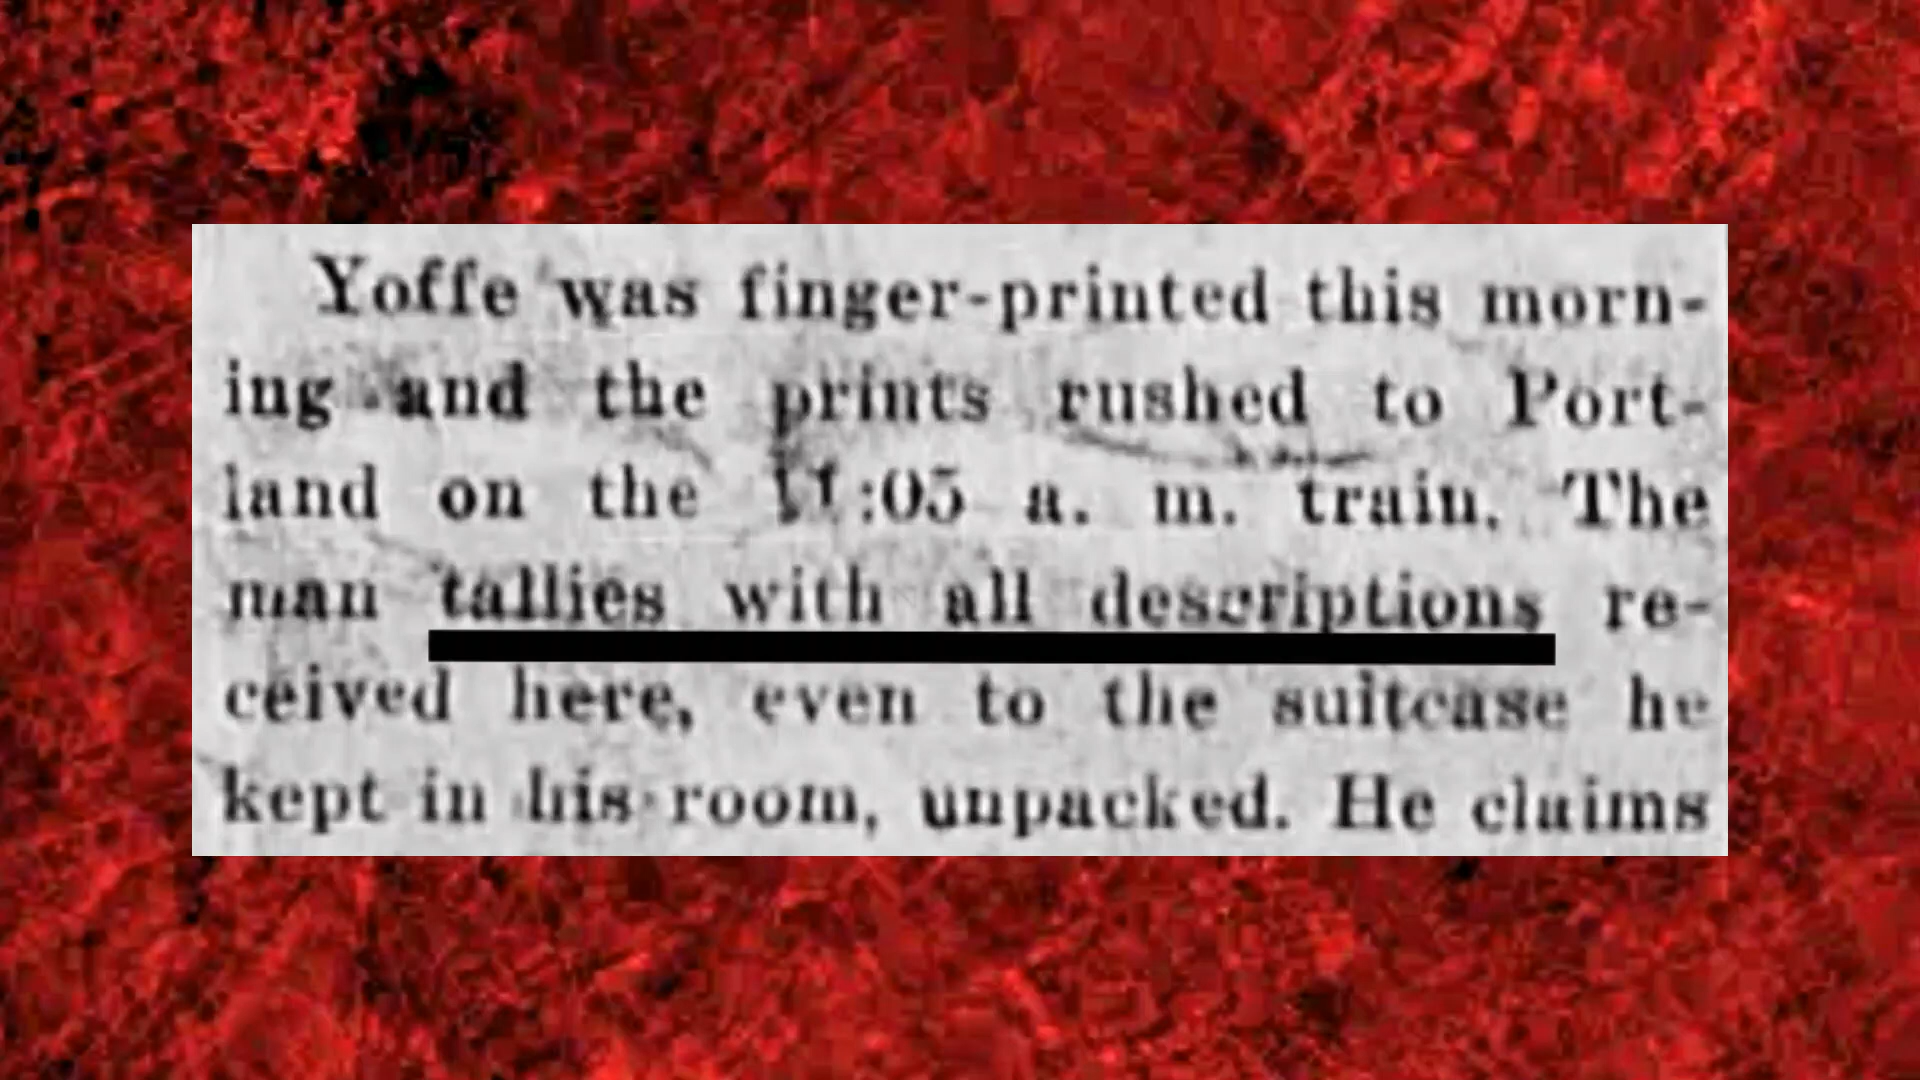 Yoffe was finger-printed this morn-
ing and the prints rushed to Port-
land on the 11:05 a. m. train. The
man tallies with all descriptions re-
ceived here, even to the suitcase he
kept in his room, unpacked. He claims